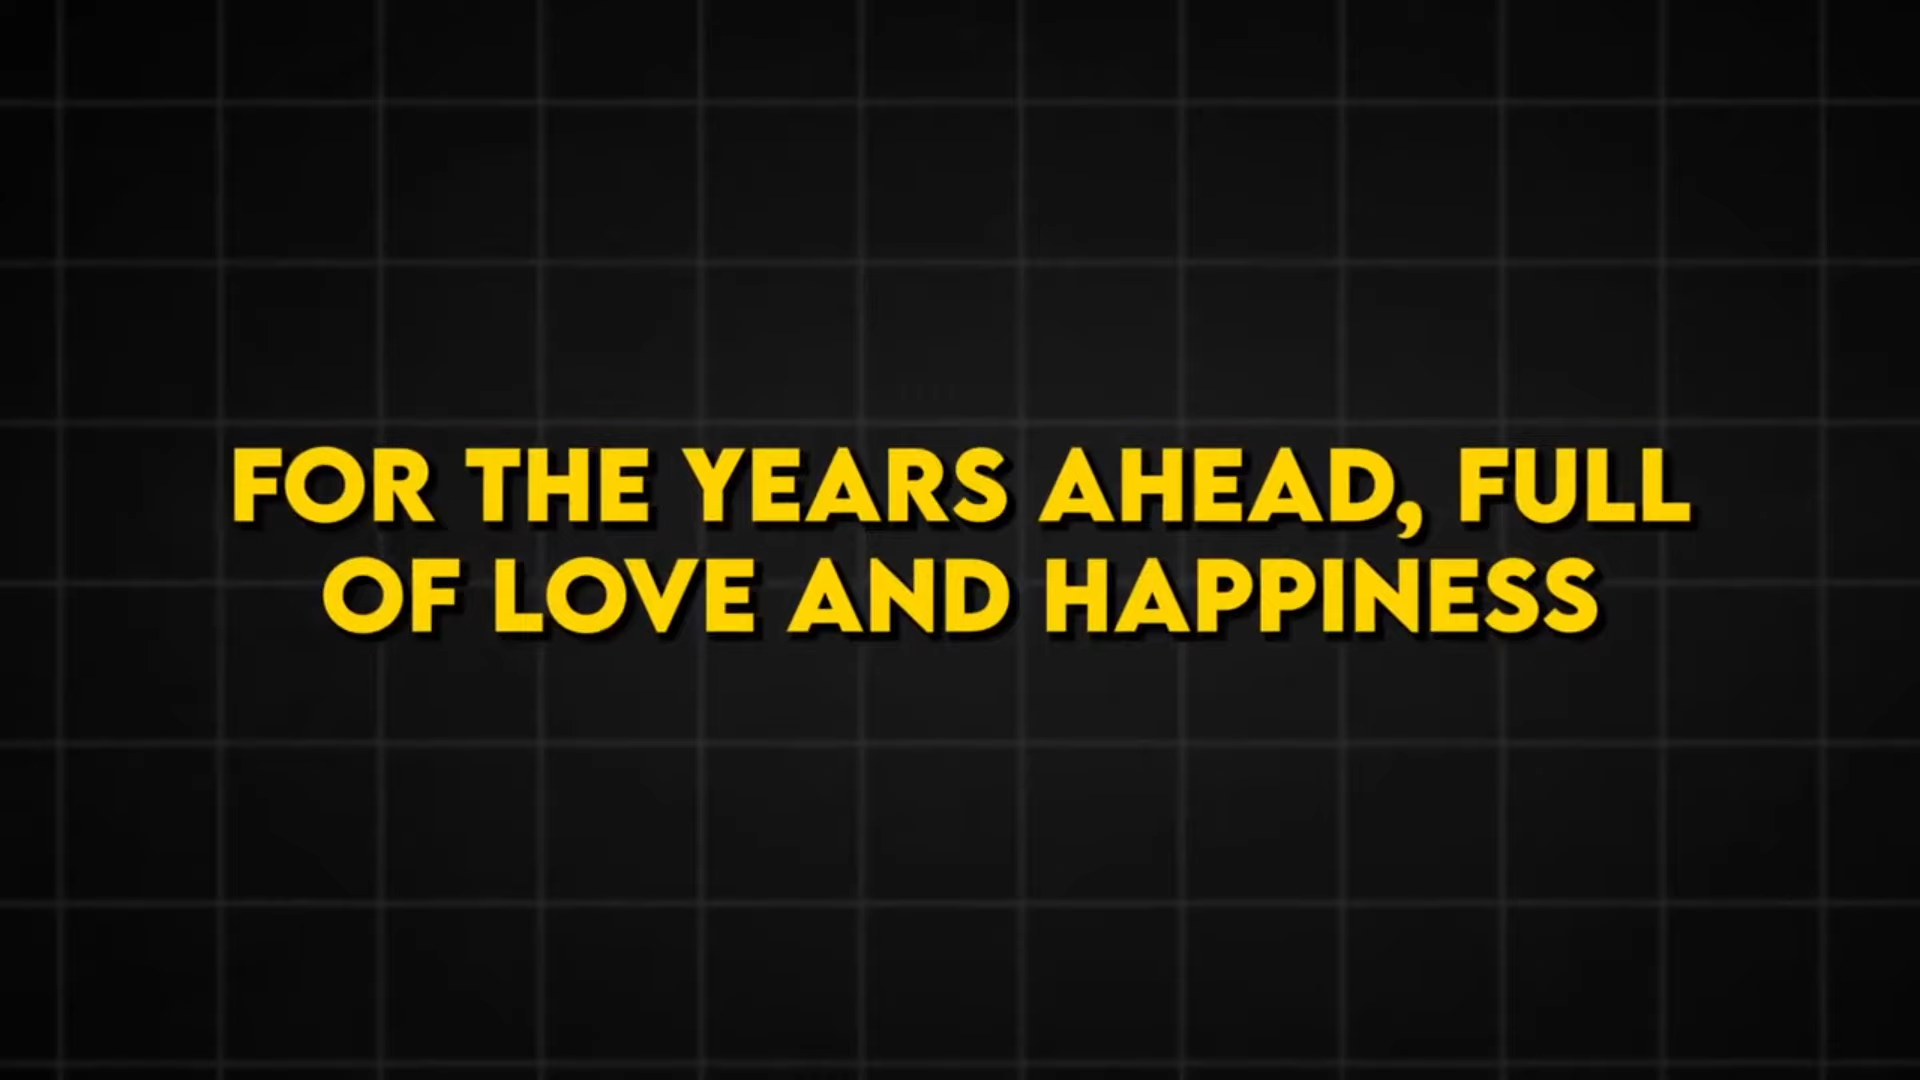 FOR THE YEARS AHEAD, FULL
OF LOVE AND HAPPINESS